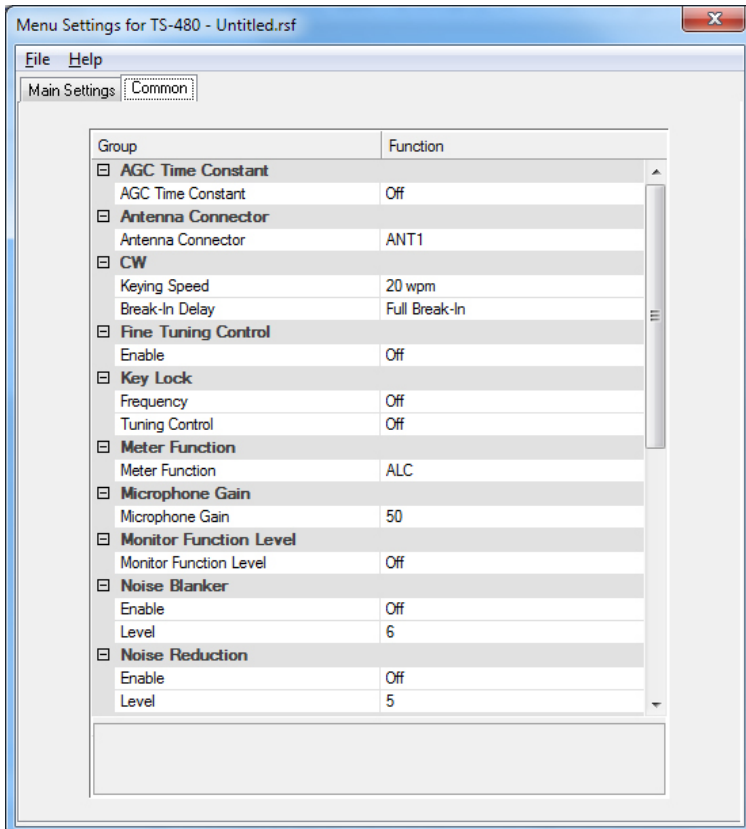 Menu Settings for TS-480 - Untitled.rsf
File Help
Main Settings Common
Group Function
AGC Time Constant
AGC Time Constant Off
Antenna Connector
Antenna Connector ANT1
CW
Keying Speed 20 wpm
Break-In Delay Full Break-In
Fine Tuning Control
Enable Off
Key Lock
Frequency Off
Tuning Control Off
Meter Function
Meter Function ALC
Microphone Gain
Microphone Gain 50
Monitor Function Level
Monitor Function Level Off
Noise Blanker
Enable Off
Level 6
Noise Reduction
Enable Off
Level 5